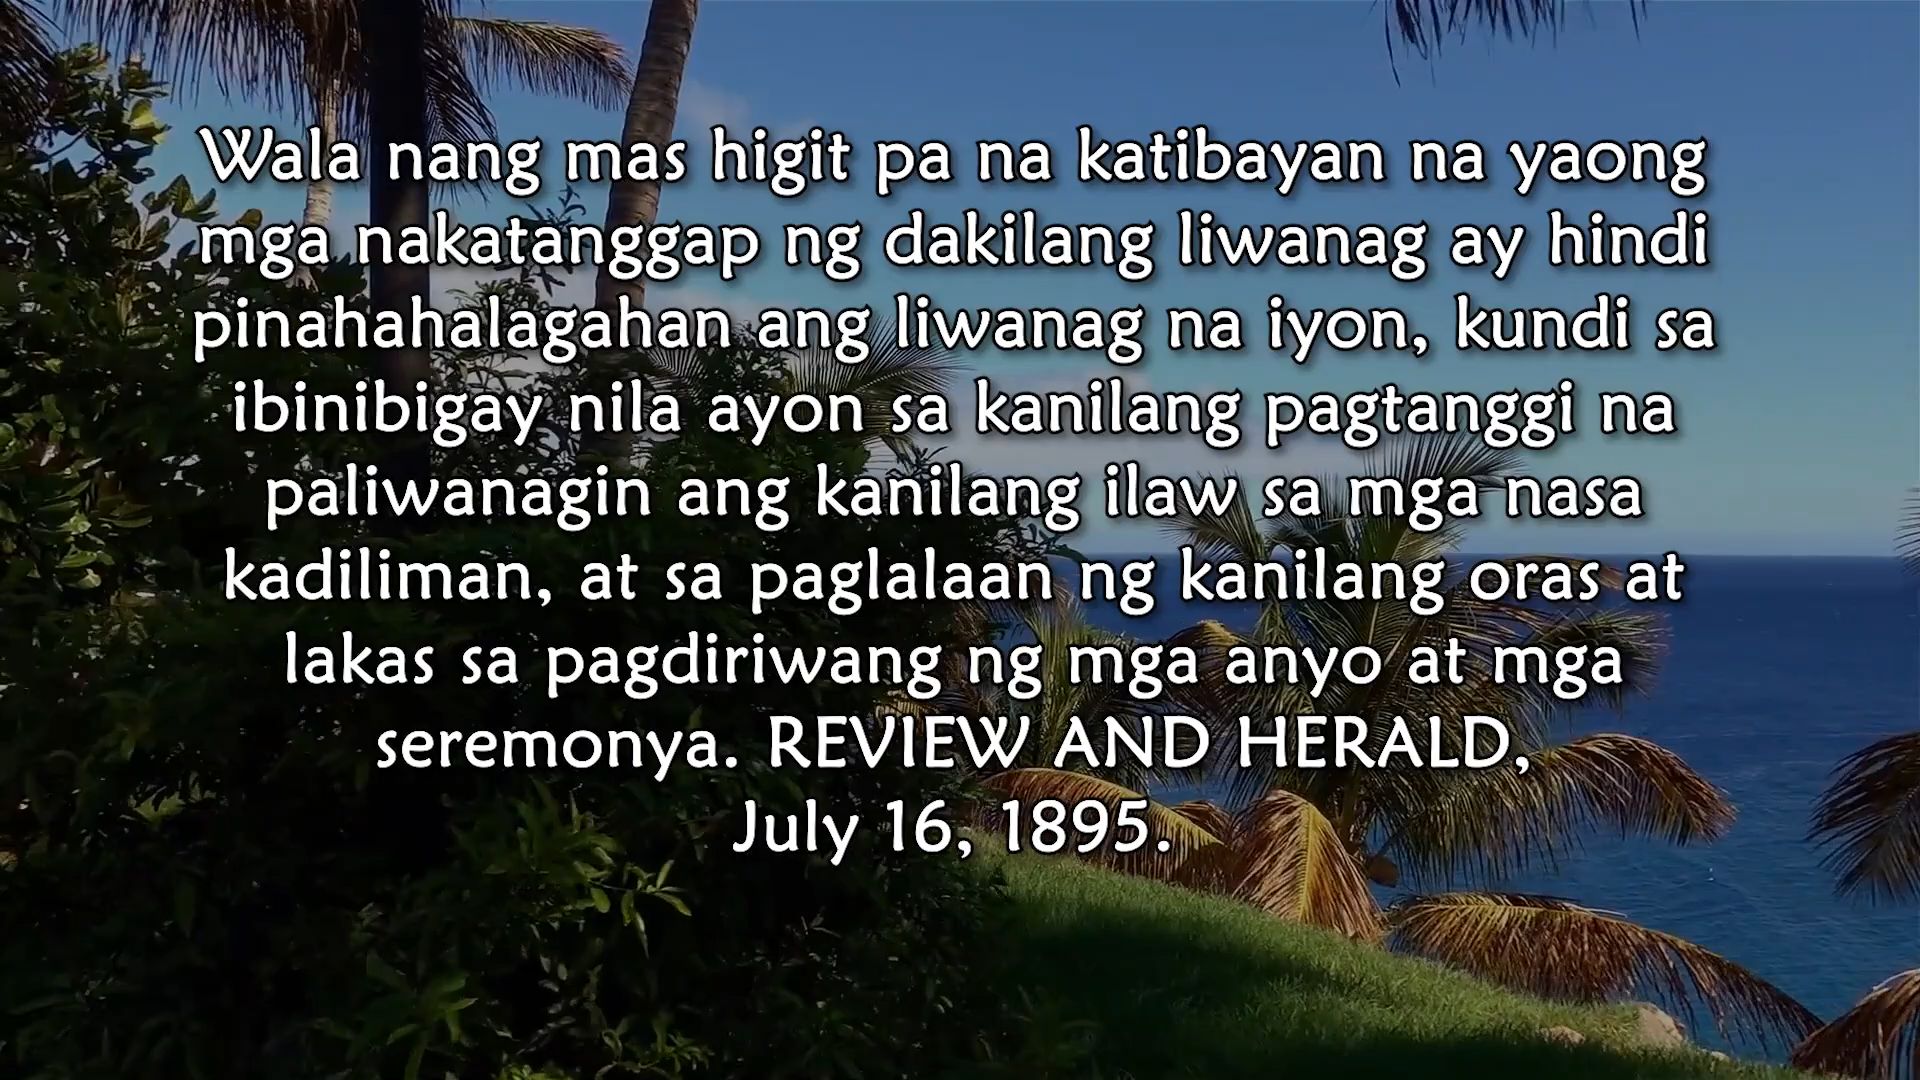 Wala nang mas higit pa na katibayan na yaong
mga nakatanggap ng dakilang liwanag ay hindi
pinahahalagahan ang liwanag na iyon, kundi sa
ibinibigay nila ayon sa kanilang pagtanggi na
paliwanagin ang kanilang ilaw sa mga nasa
kadiliman, at sa paglalaan ng kanilang oras at
lakas sa pagdiriwang ng mga anyo at mga
seremonya. REVIEW AND HERALD,
July 16, 1895.